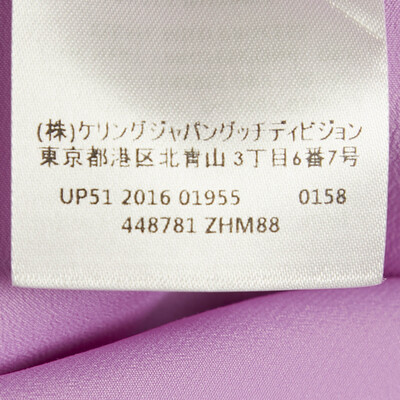 (株)ケリングジャパングッチディビジョン
東京都港区北青山 3丁目6番7号
UP51 2016 01955 0158
448781 ZHM88